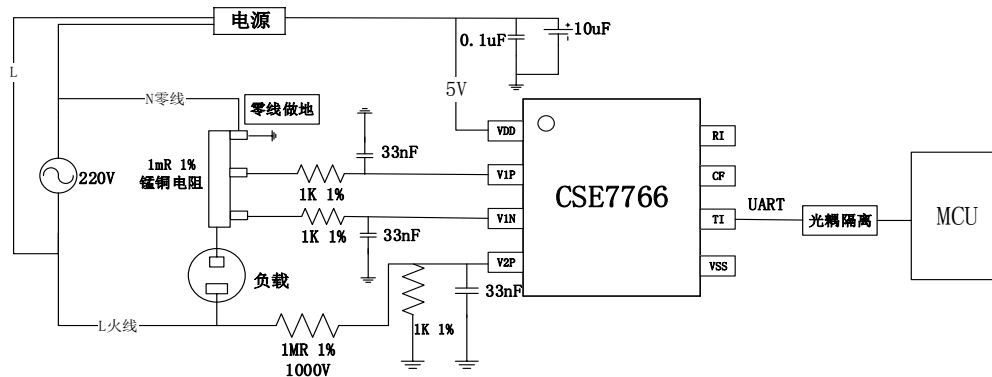 电源
0.1uF
10uF
L
5V
N零线
零线做地
VDD
RI
33nF
1mR 1%
锰铜电阻
220V
V1P
CF
1K 1%
CSE7766
UART
MCU
V1N
TI
光耦隔离
1K 1%
33nF
V2P
VSS
负载
33nF
L火线
1K 1%
1MR 1%
1000V